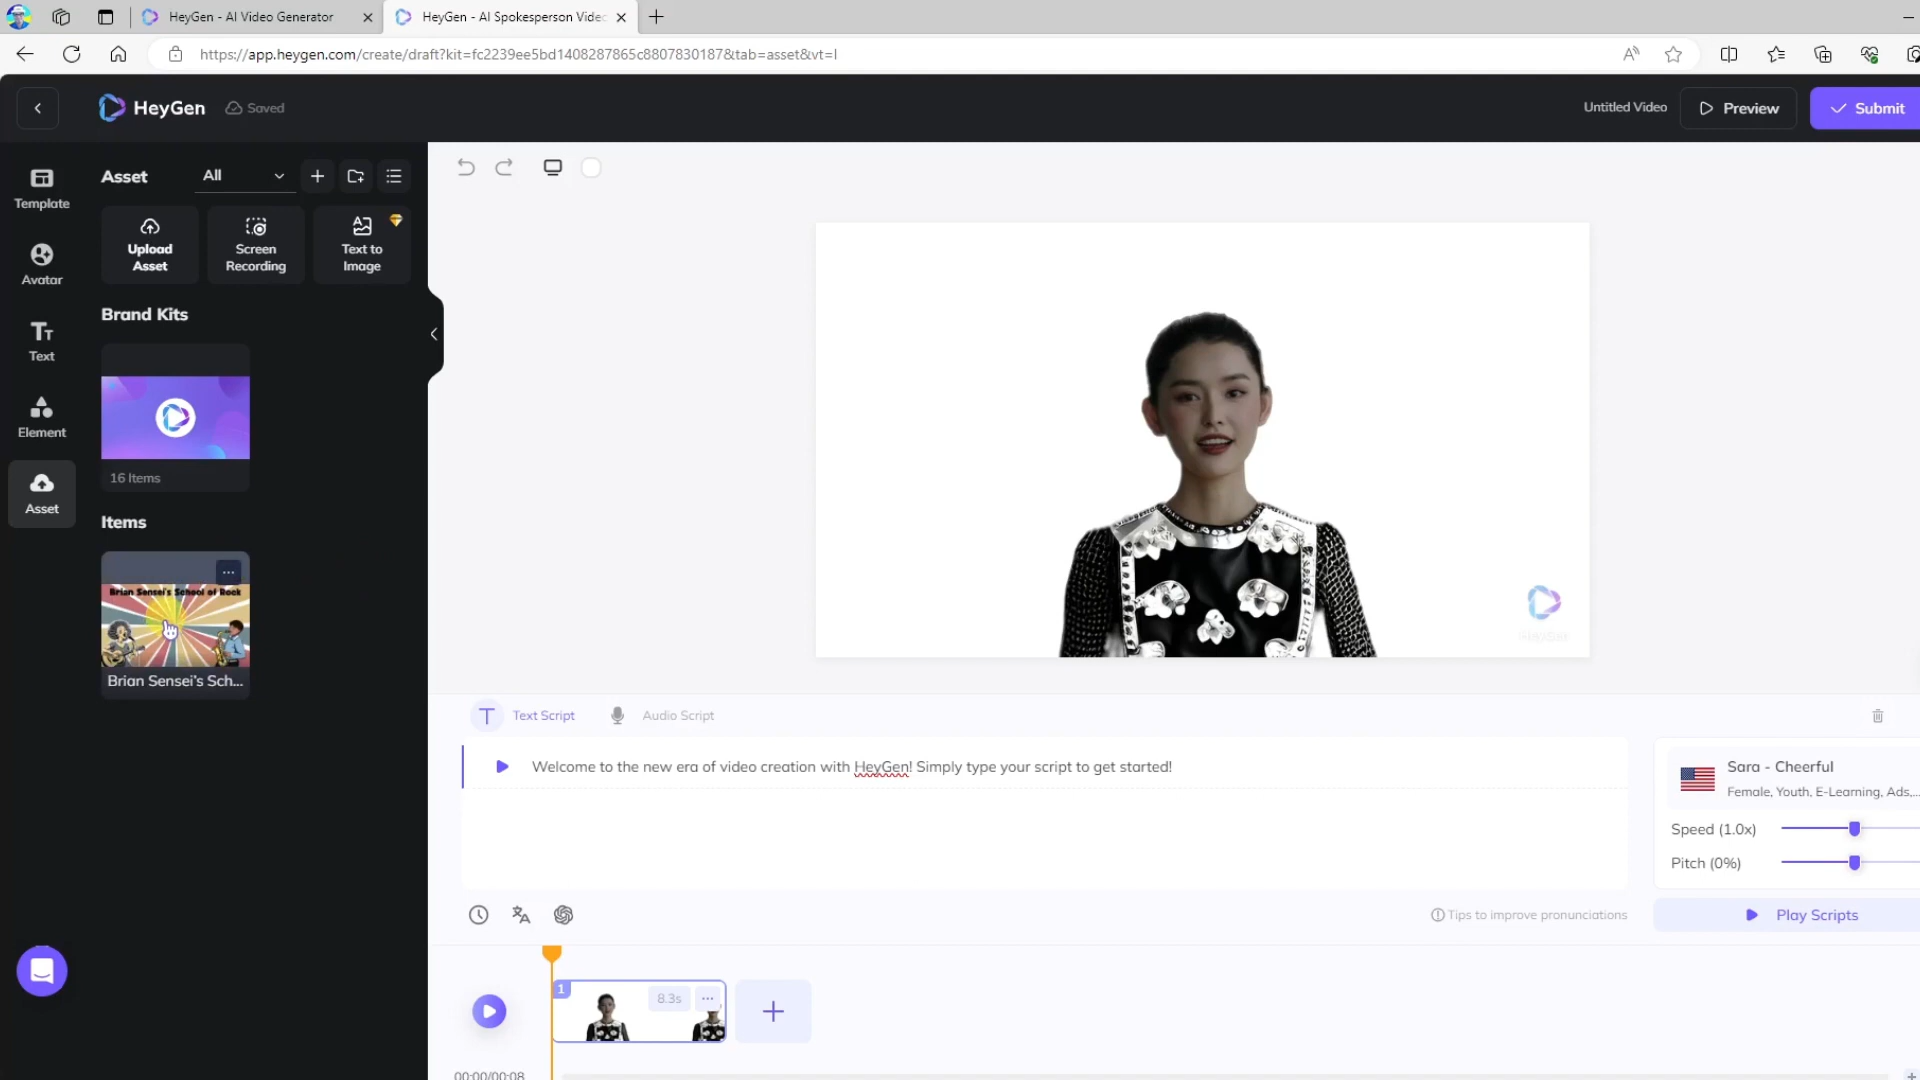 HeyGen - AI Video Generator
HeyGen - AI Spokesperson Video
https://app.heygen.com/create/draft?kit=fc2239ee5bd1408287865c8807830187&tab=asset&vt=l
HeyGen
Saved
Untitled Video
Preview
Submit
Template
Avatar
Text
Element
Asset
Asset
All
Upload
Asset
Screen
Recording
Text to
Image
Brand Kits
16 Items
Items
Brian Sensei's School of Rock
Brian Sensei's Sch...
HeyGen
Text Script
Audio Script
Welcome to the new era of video creation with HeyGen! Simply type your script to get started!
Sara - Cheerful
Female, Youth, E-Learning, Ads,...
Speed (1.0x)
Pitch (0%)
Tips to improve pronunciations
Play Scripts
1
8.3s
00:00/00:08